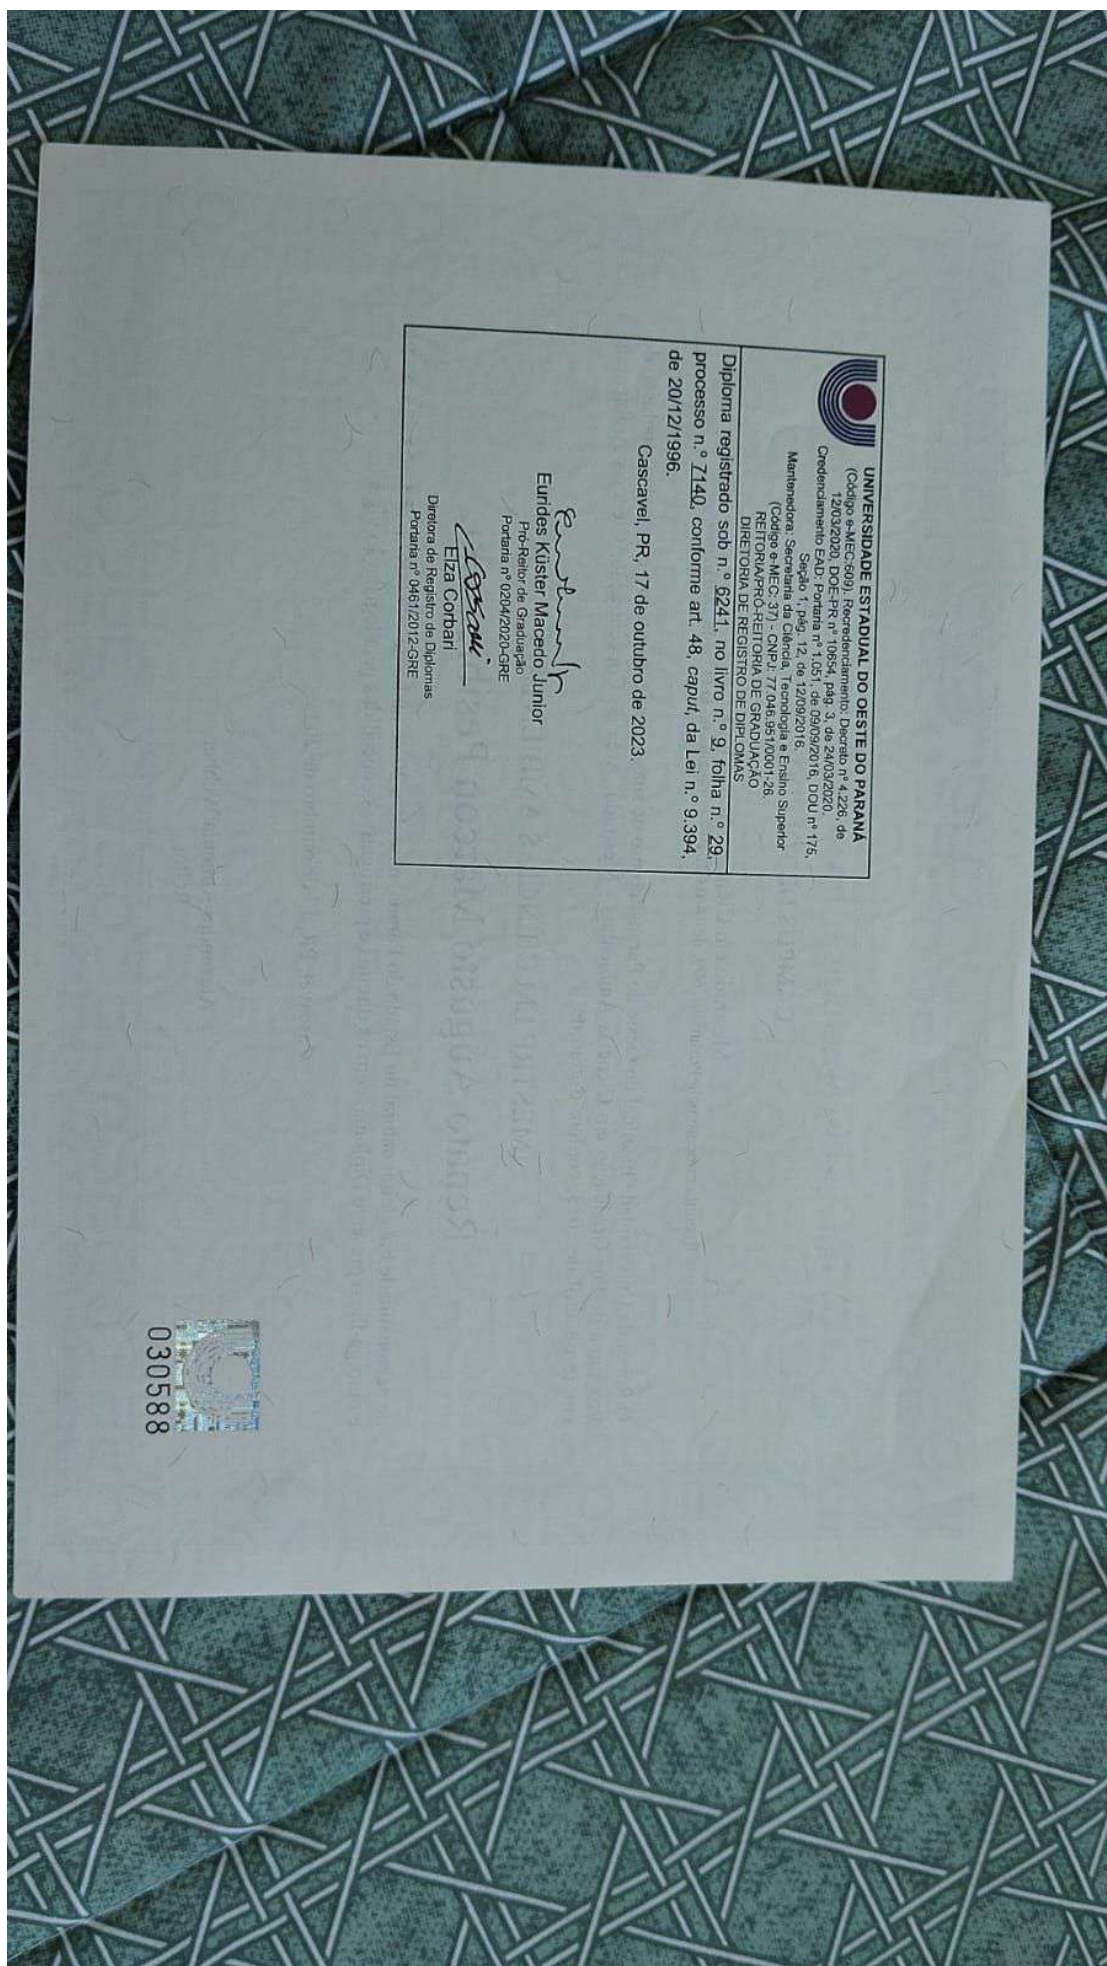 UNIVERSIDADE ESTADUAL DO OESTE DO PARANÁ
(Código e-MEC:609). Recredenciamento: Decreto nº 4.226, de
12/03/2020, DOE-PR nº 10654, pág. 3, de 24/03/2020.
Credenciamento EAD: Portaria nº 1.051, de 09/09/2016, DOU nº 175,
Seção 1, pág. 12, de 12/09/2016.
Mantenedora: Secretaria da Ciência, Tecnologia e Ensino Superior
(Código e-MEC: 37) - CNPJ: 77.046.951/0001-26
REITORIA/PRÓ-REITORIA DE GRADUAÇÃO
DIRETORIA DE REGISTRO DE DIPLOMAS
Diploma registrado sob n.º 6241, no livro n.º 9, folha n.º 29,
processo n.º 7140, conforme art. 48, caput, da Lei n.º 9.394,
de 20/12/1996.
Cascavel, PR, 17 de outubro de 2023.
Eurides Küster Macedo Junior
Pró-Reitor de Graduação
Portaria nº 0204/2020-GRE
Elza Corbari
Diretora de Registro de Diplomas
Portaria nº 0461/2012-GRE
030588